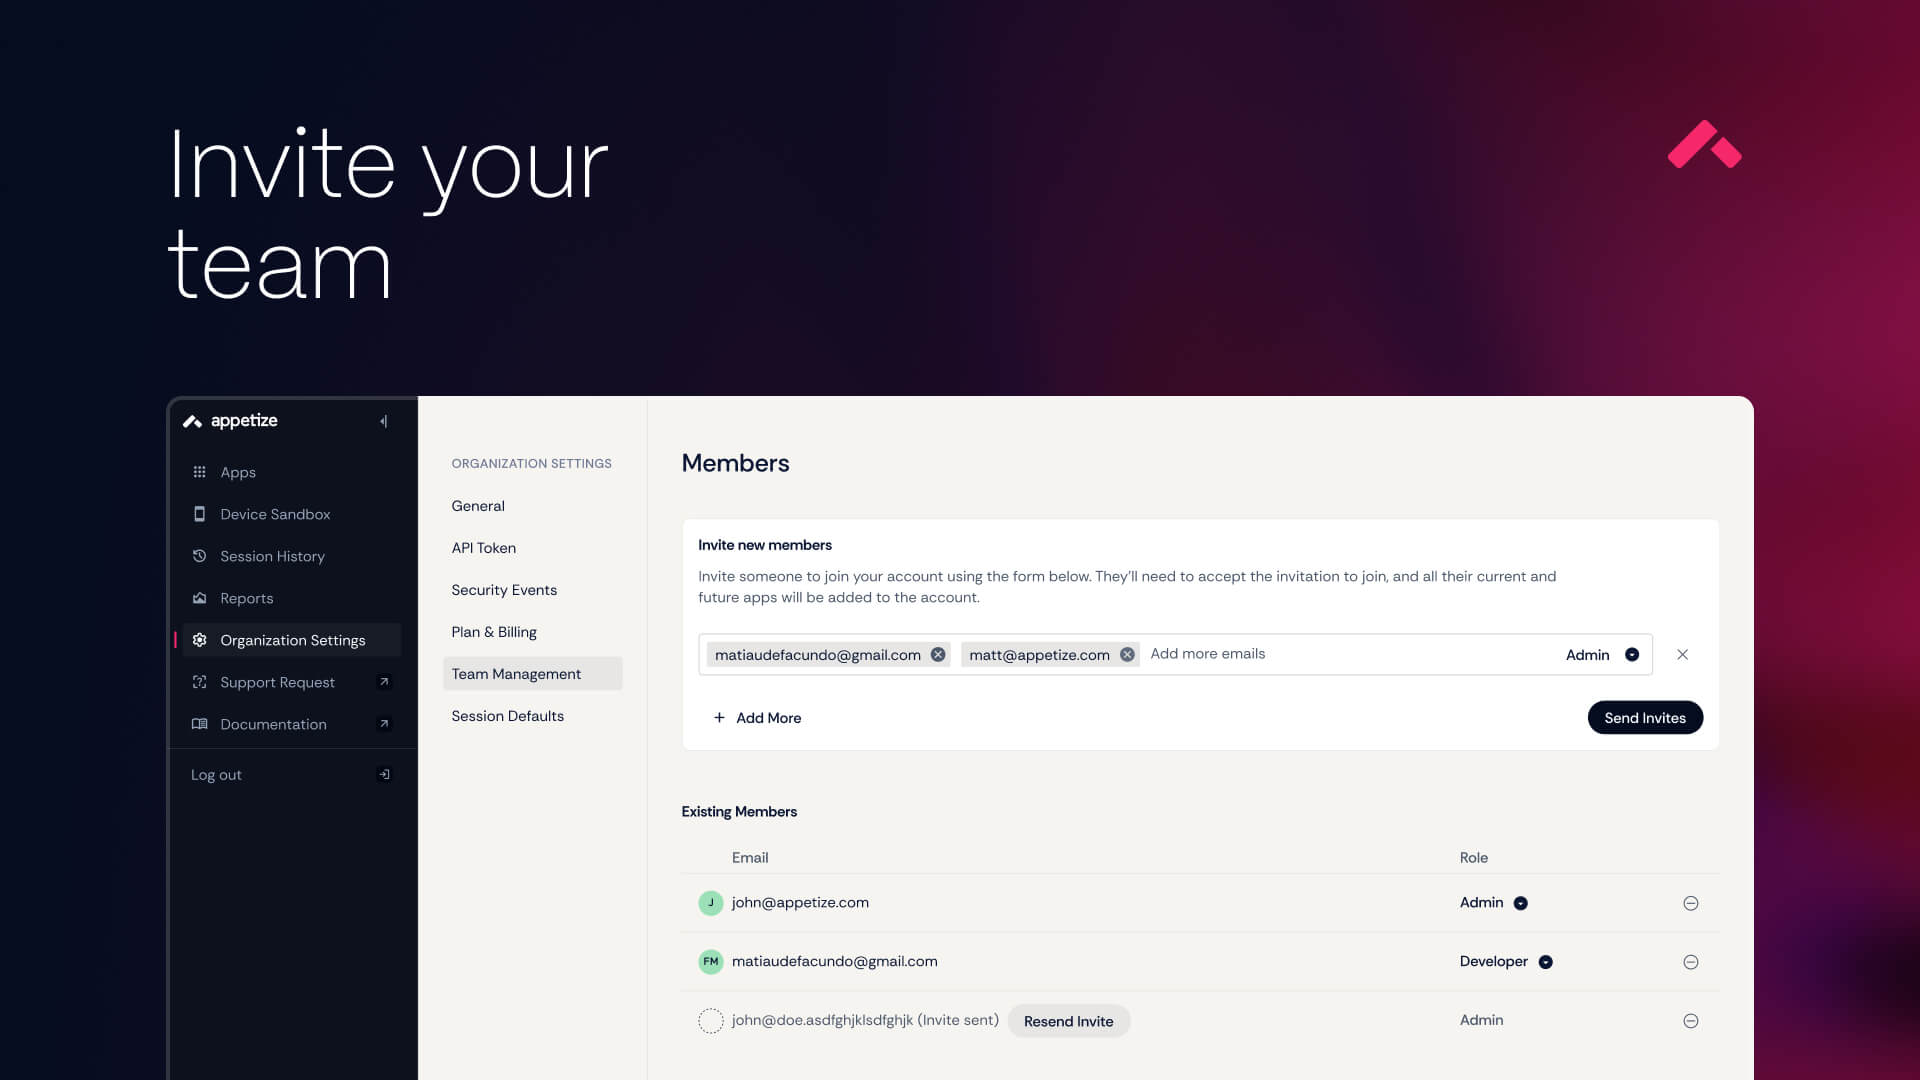 Invite your
team
appetize
Apps
Device Sandbox
Session History
Reports
Organization Settings
Support Request
Documentation
Log out
ORGANIZATION SETTINGS
General
API Token
Security Events
Plan & Billing
Team Management
Session Defaults
Members
Invite new members
Invite someone to join your account using the form below. They'll need to accept the invitation to join, and all their current and
future apps will be added to the account.
matiaudefacundo@gmail.com matt@appetize.com Add more emails Admin
+ Add More Send Invites
Existing Members
Email Role
J john@appetize.com Admin
FM matiaudefacundo@gmail.com Developer
john@doe.asdfghjklsdfghjk (Invite sent) Resend Invite Admin